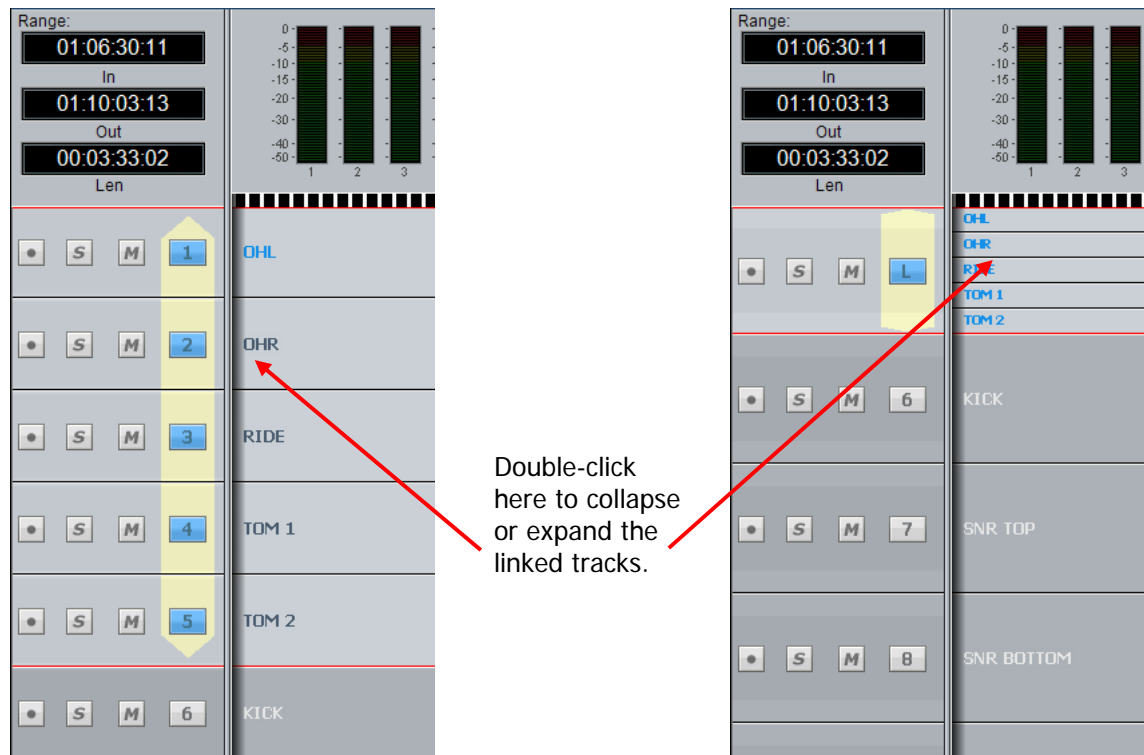 Range:
01:06:30:11
In
01:10:03:13
Out
00:03:33:02
Len
0
-5
-10
-15
-20
-30
-40
-50
1 2 3
S M 1 OHL
S M 2 OHR
S M 3 RIDE
S M 4 TOM 1
S M 5 TOM 2
S M 6 KICK
Double-click
here to collapse
or expand the
linked tracks.
Range:
01:06:30:11
In
01:10:03:13
Out
00:03:33:02
Len
0
-5
-10
-15
-20
-30
-40
-50
1 2 3
OHL
OHR
S M L RIDE
TOM 1
TOM 2
S M 6 KICK
S M 7 SNR TOP
S M 8 SNR BOTTOM